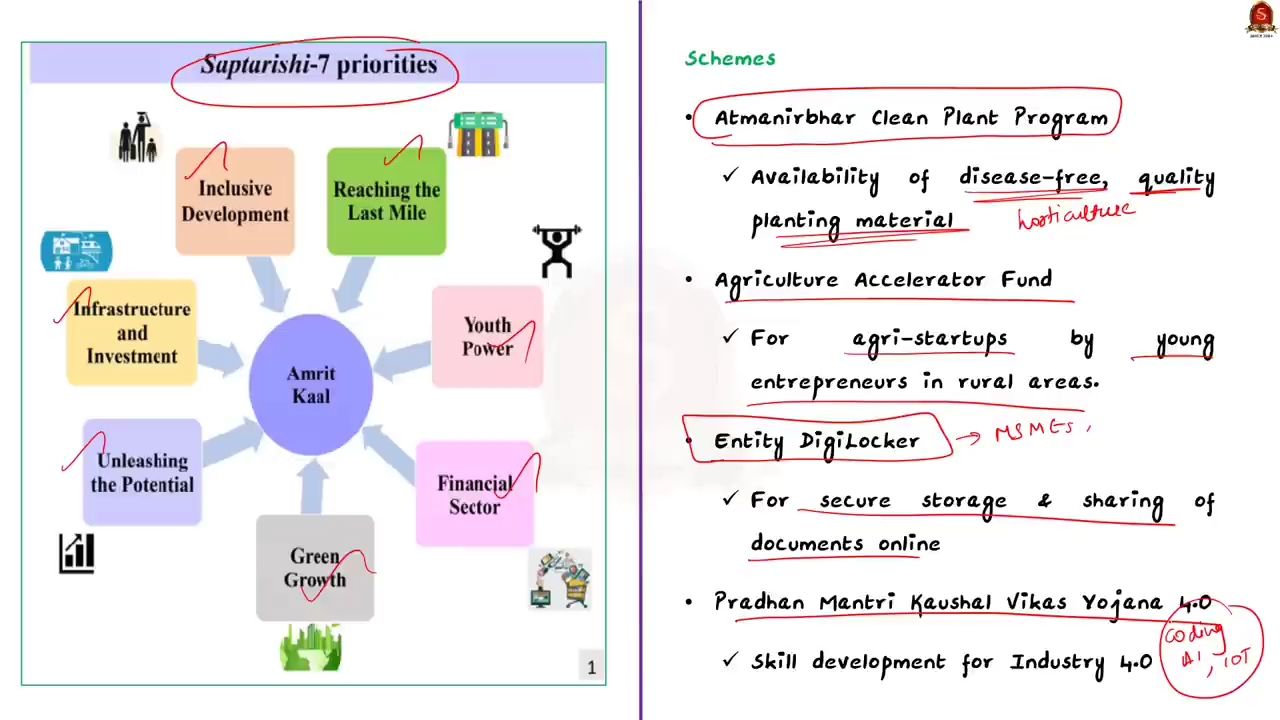 Saptarishi-7 priorities
Inclusive
Development
Reaching the
Last Mile
Infrastructure
and
Investment
Youth
Power
Amrit
Kaal
Unleashing
the Potential
Financial
Sector
Green
Growth
1
Schemes
• Atmanirbhar Clean Plant Program
✓ Availability of disease-free, quality
planting material
horticulture
• Agriculture Accelerator Fund
✓ For agri-startups by young
entrepreneurs in rural areas.
• Entity DigiLocker → MSMEs,
✓ For secure storage & sharing of
documents online
• Pradhan Mantri Kaushal Vikas Yojana 4.0
✓ Skill development for Industry 4.0
coding
AI, IOT